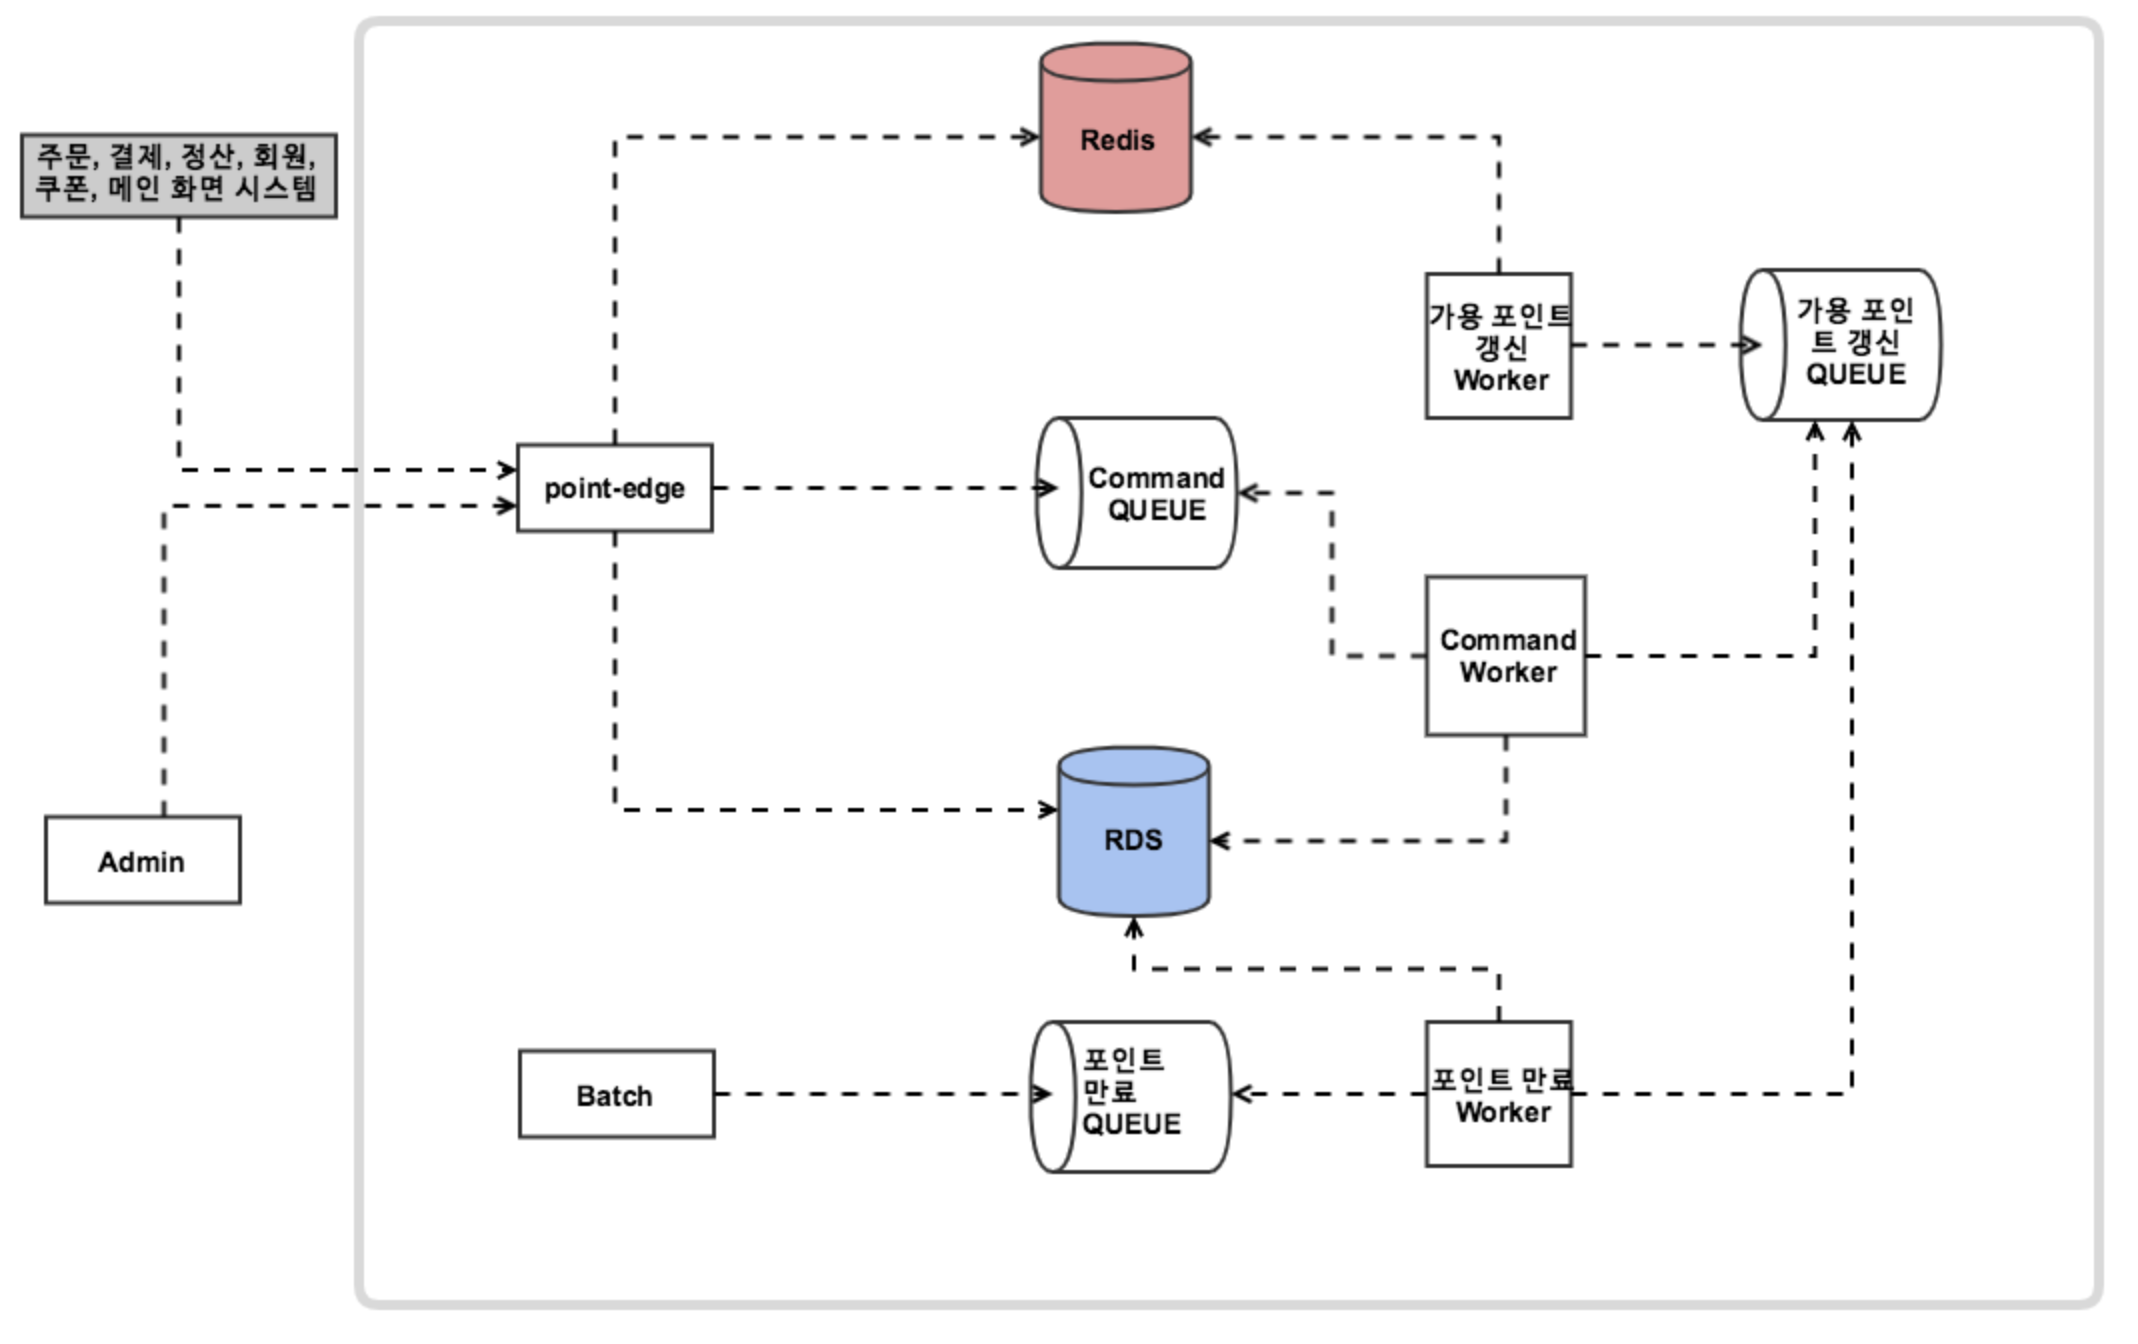 Redis
주문, 결제, 정산, 회원,
쿠폰, 메인 화면 시스템
가용 포인트
갱신
Worker
가용 포인
트 갱신
QUEUE
point-edge
Command
QUEUE
Command
Worker
Admin
RDS
Batch
포인트
만료
QUEUE
포인트 만료
Worker